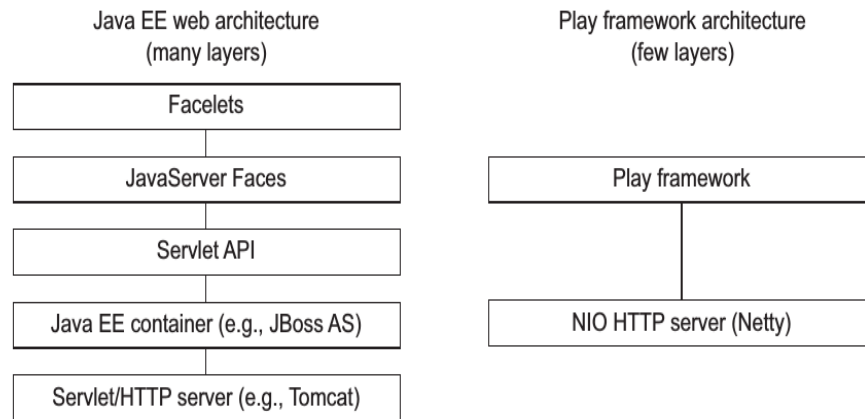 Java EE web architecture
(many layers)
Facelets
JavaServer Faces
Servlet API
Java EE container (e.g., JBoss AS)
Servlet/HTTP server (e.g., Tomcat)
Play framework architecture
(few layers)
Play framework
NIO HTTP server (Netty)